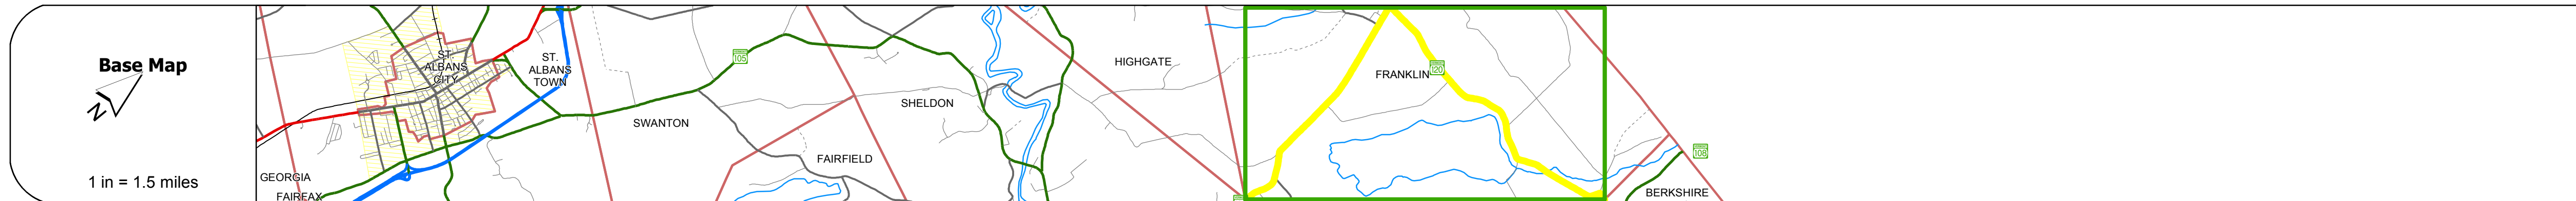 Base Map
N
1 in = 1.5 miles
GEORGIA
FAIRFAX
ST.
ALBANS
CITY
ST.
ALBANS
TOWN
105
SWANTON
FAIRFIELD
SHELDON
HIGHGATE
FRANKLIN
120
108
BERKSHIRE